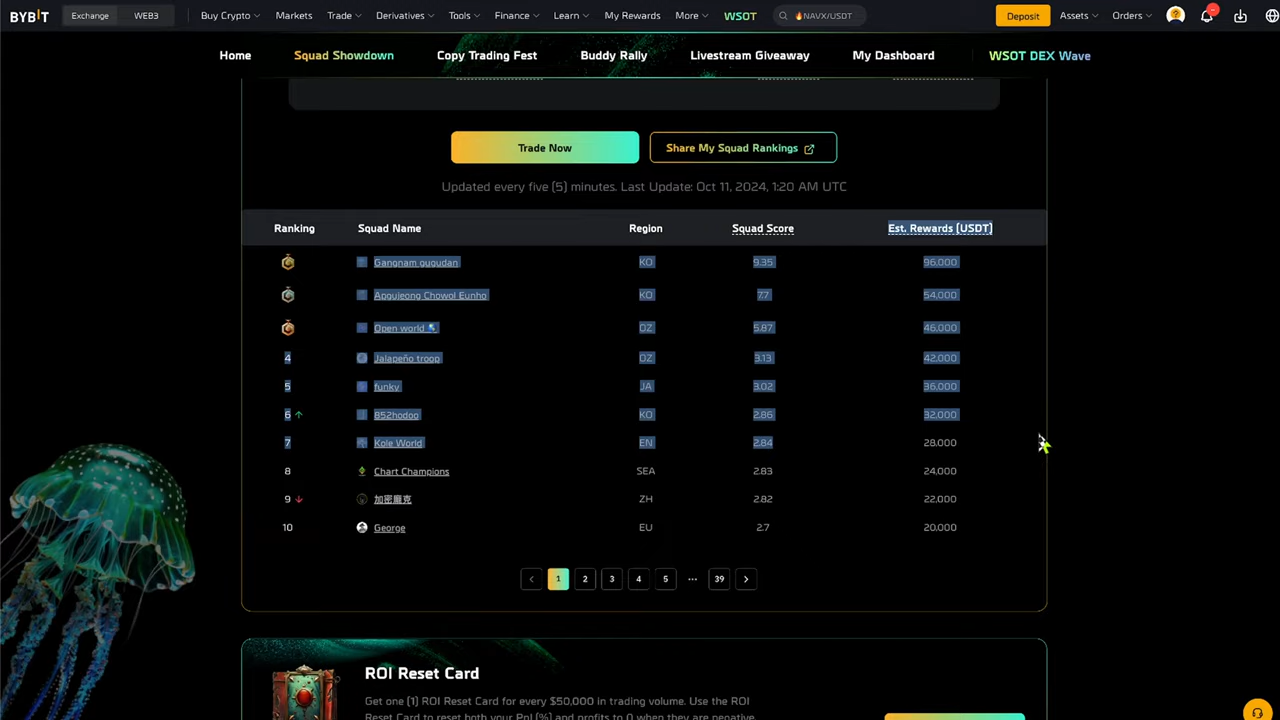 BYBIT Exchange WEB3 Buy Crypto Markets Trade Derivatives Tools Finance Learn My Rewards More WSOT NAVX/USDT Deposit Assets Orders
Home Squad Showdown Copy Trading Fest Buddy Rally Livestream Giveaway My Dashboard WSOT DEX Wave
Trade Now Share My Squad Rankings
Updated every five (5) minutes. Last Update: Oct 11, 2024, 1:20 AM UTC
Ranking Squad Name Region Squad Score Est. Rewards (USDT)
Gangnam gugudan KO 9.35 96,000
Apgujeong Chowol Eunho KO 7.7 54,000
Open world OZ 5.87 46,000
4 Jalapeño troop OZ 3.13 42,000
5 funky JA 3.02 36,000
6 852hodoo KO 2.86 32,000
7 Kole World EN 2.84 28,000
8 Chart Champions SEA 2.83 24,000
9 ZH 2.82 22,000
10 George EU 2.7 20,000
1 2 3 4 5 ··· 39
ROI Reset Card
Get one (1) ROI Reset Card for every $50,000 in trading volume. Use the ROI
Reset Card to reset both your PnL (%) and profits to 0 when they are negative.